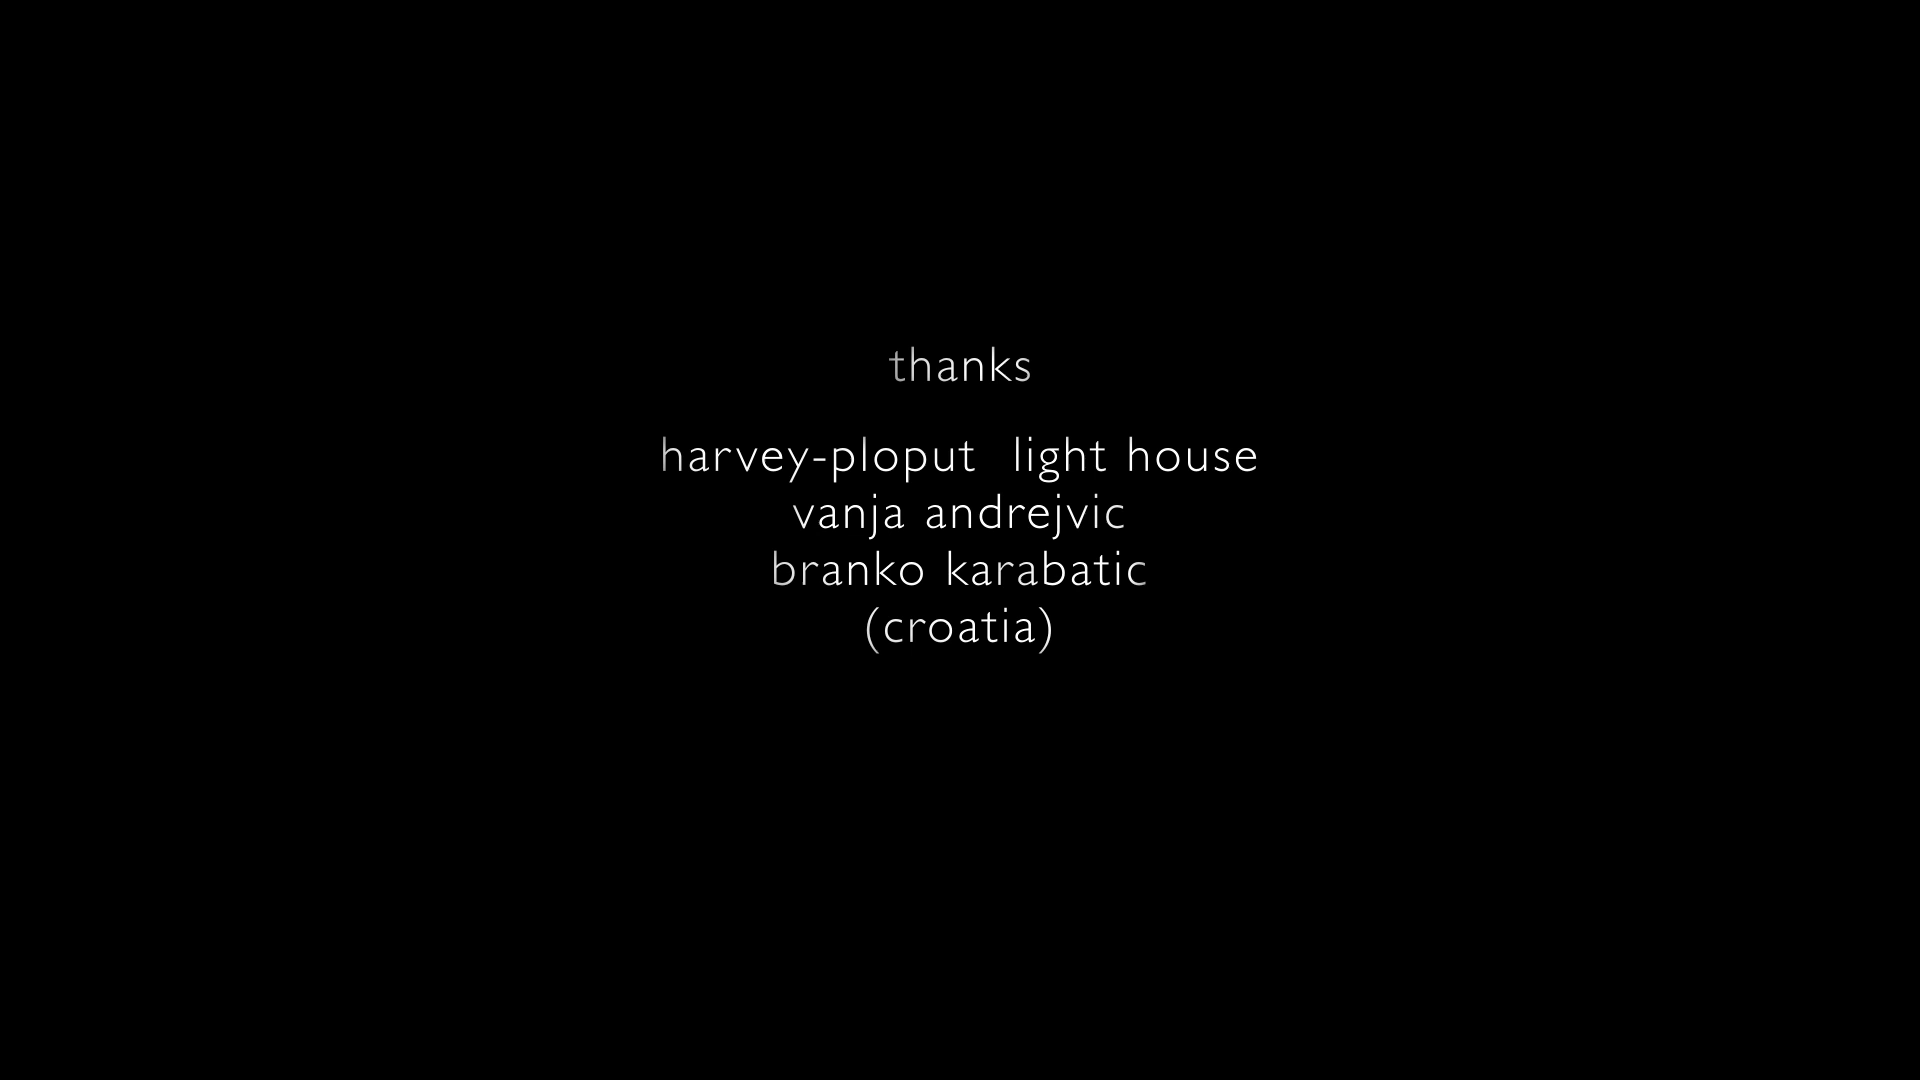 thanks
harvey-ploput light house
vanja andrejvic
branko karabatic
(croatia)